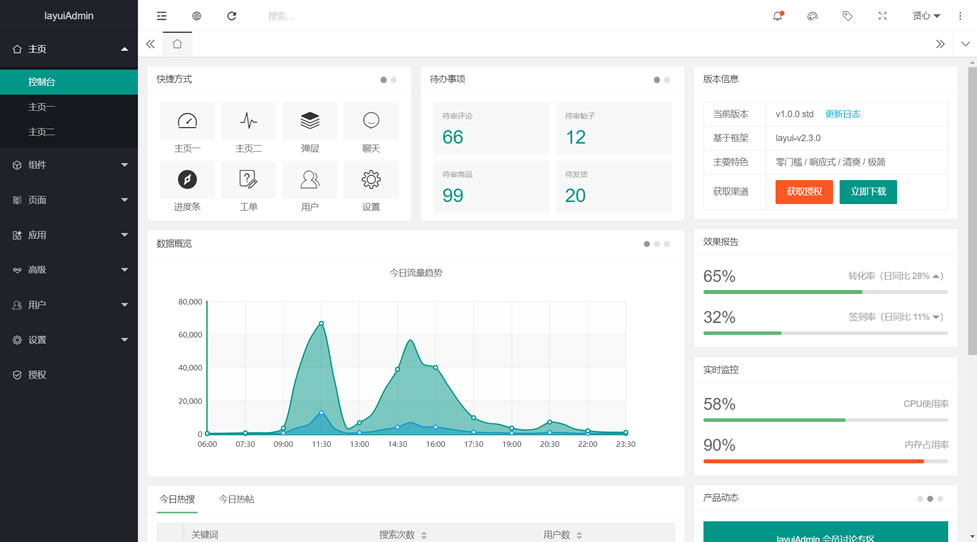 layuiAdmin
主页
控制台
主页一
主页二
组件
页面
应用
高级
用户
设置
授权
搜索...
贤心
快捷方式
主页一
主页二
弹层
聊天
进度条
工单
用户
设置
待办事项
待审评论
66
待审帖子
12
待审商品
99
待发货
20
版本信息
当前版本 v1.0.0 std 更新日志
基于框架 layui-v2.3.0
主要特色 零门槛 / 响应式 / 清爽 / 极简
获取渠道 获取授权 立即下载
数据概览
今日流量趋势
80,000
60,000
40,000
20,000
0
06:00 07:30 09:00 11:30 13:00 14:30 16:00 17:30 19:00 20:30 22:00 23:30
效果报告
65% 转化率（日同比 28% ）
32% 签到率（日同比 11% ）
实时监控
58% CPU使用率
90% 内存占用率
今日热搜 今日热帖
关键词 搜索次数 用户数
产品动态
layuiAdmin 会员讨论专区